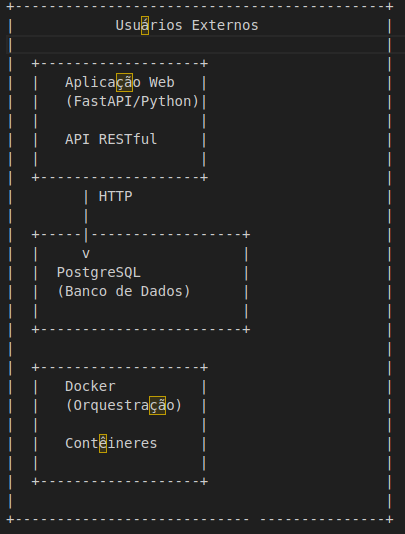 Usuários Externos
Aplicação Web
(FastAPI/Python)
API RESTful
HTTP
v
PostgreSQL
(Banco de Dados)
Docker
(Orquestração)
Contêineres